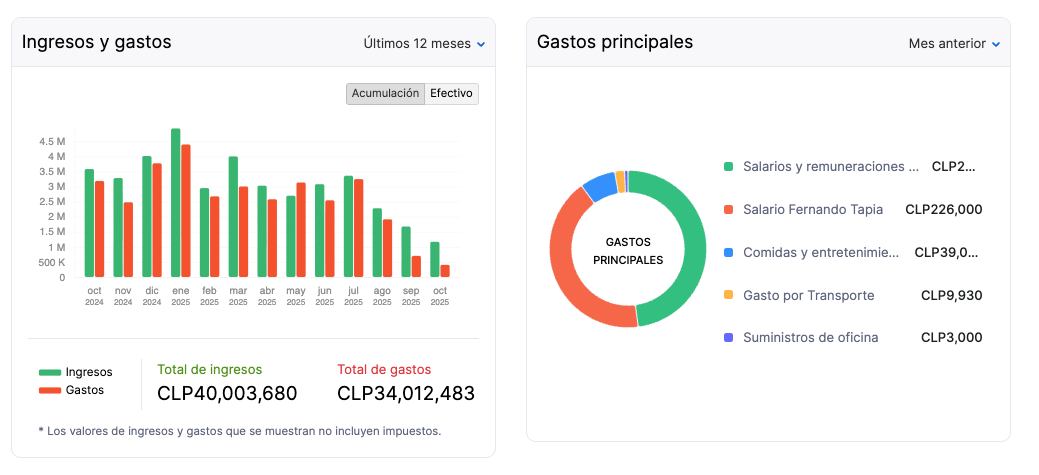 Ingresos y gastos
Últimos 12 meses
Acumulación Efectivo
4.5 M
4 M
3.5 M
3 M
2.5 M
2 M
1.5 M
1 M
500 K
0
oct nov dic ene feb mar abr may jun jul ago sep oct
2024 2024 2024 2025 2025 2025 2025 2025 2025 2025 2025 2025 2025
Ingresos
Gastos
Total de ingresos
CLP40,003,680
Total de gastos
CLP34,012,483
* Los valores de ingresos y gastos que se muestran no incluyen impuestos.
Gastos principales
Mes anterior
GASTOS
PRINCIPALES
Salarios y remuneraciones ... CLP2...
Salario Fernando Tapia CLP226,000
Comidas y entretenimie... CLP39,0...
Gasto por Transporte CLP9,930
Suministros de oficina CLP3,000